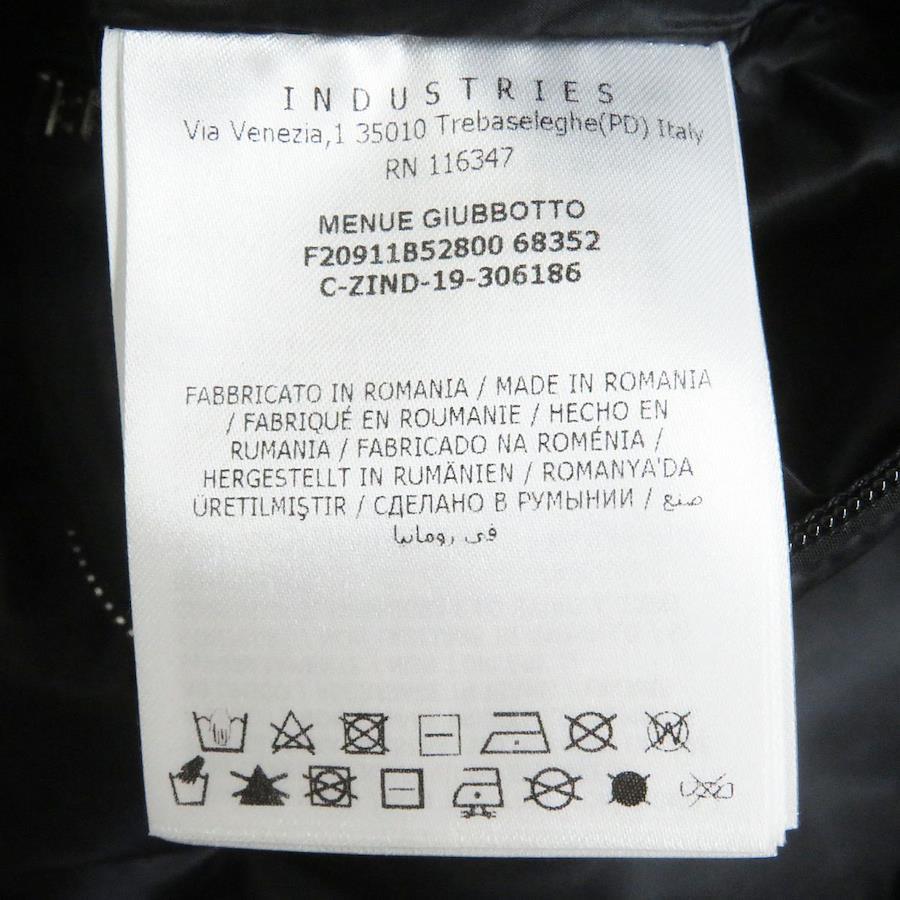 INDUSTRIES
Via Venezia,1 35010 Trebaseleghe(PD) Italy
RN 116347
MENUE GIUBBOTTO
F20911B52800 68352
C-ZIND-19-306186
FABBRICATO IN ROMANIA / MADE IN ROMANIA
/ FABRIQUÉ EN ROUMANIE / HECHO EN
RUMANIA / FABRICADO NA ROMÉNIA /
HERGESTELLT IN RUMÄNIEN / ROMANYA'DA
ÜRETILMIŞTIR / СДЕЛАНО В РУМЫНИИ / صنع
في رومانيا
W